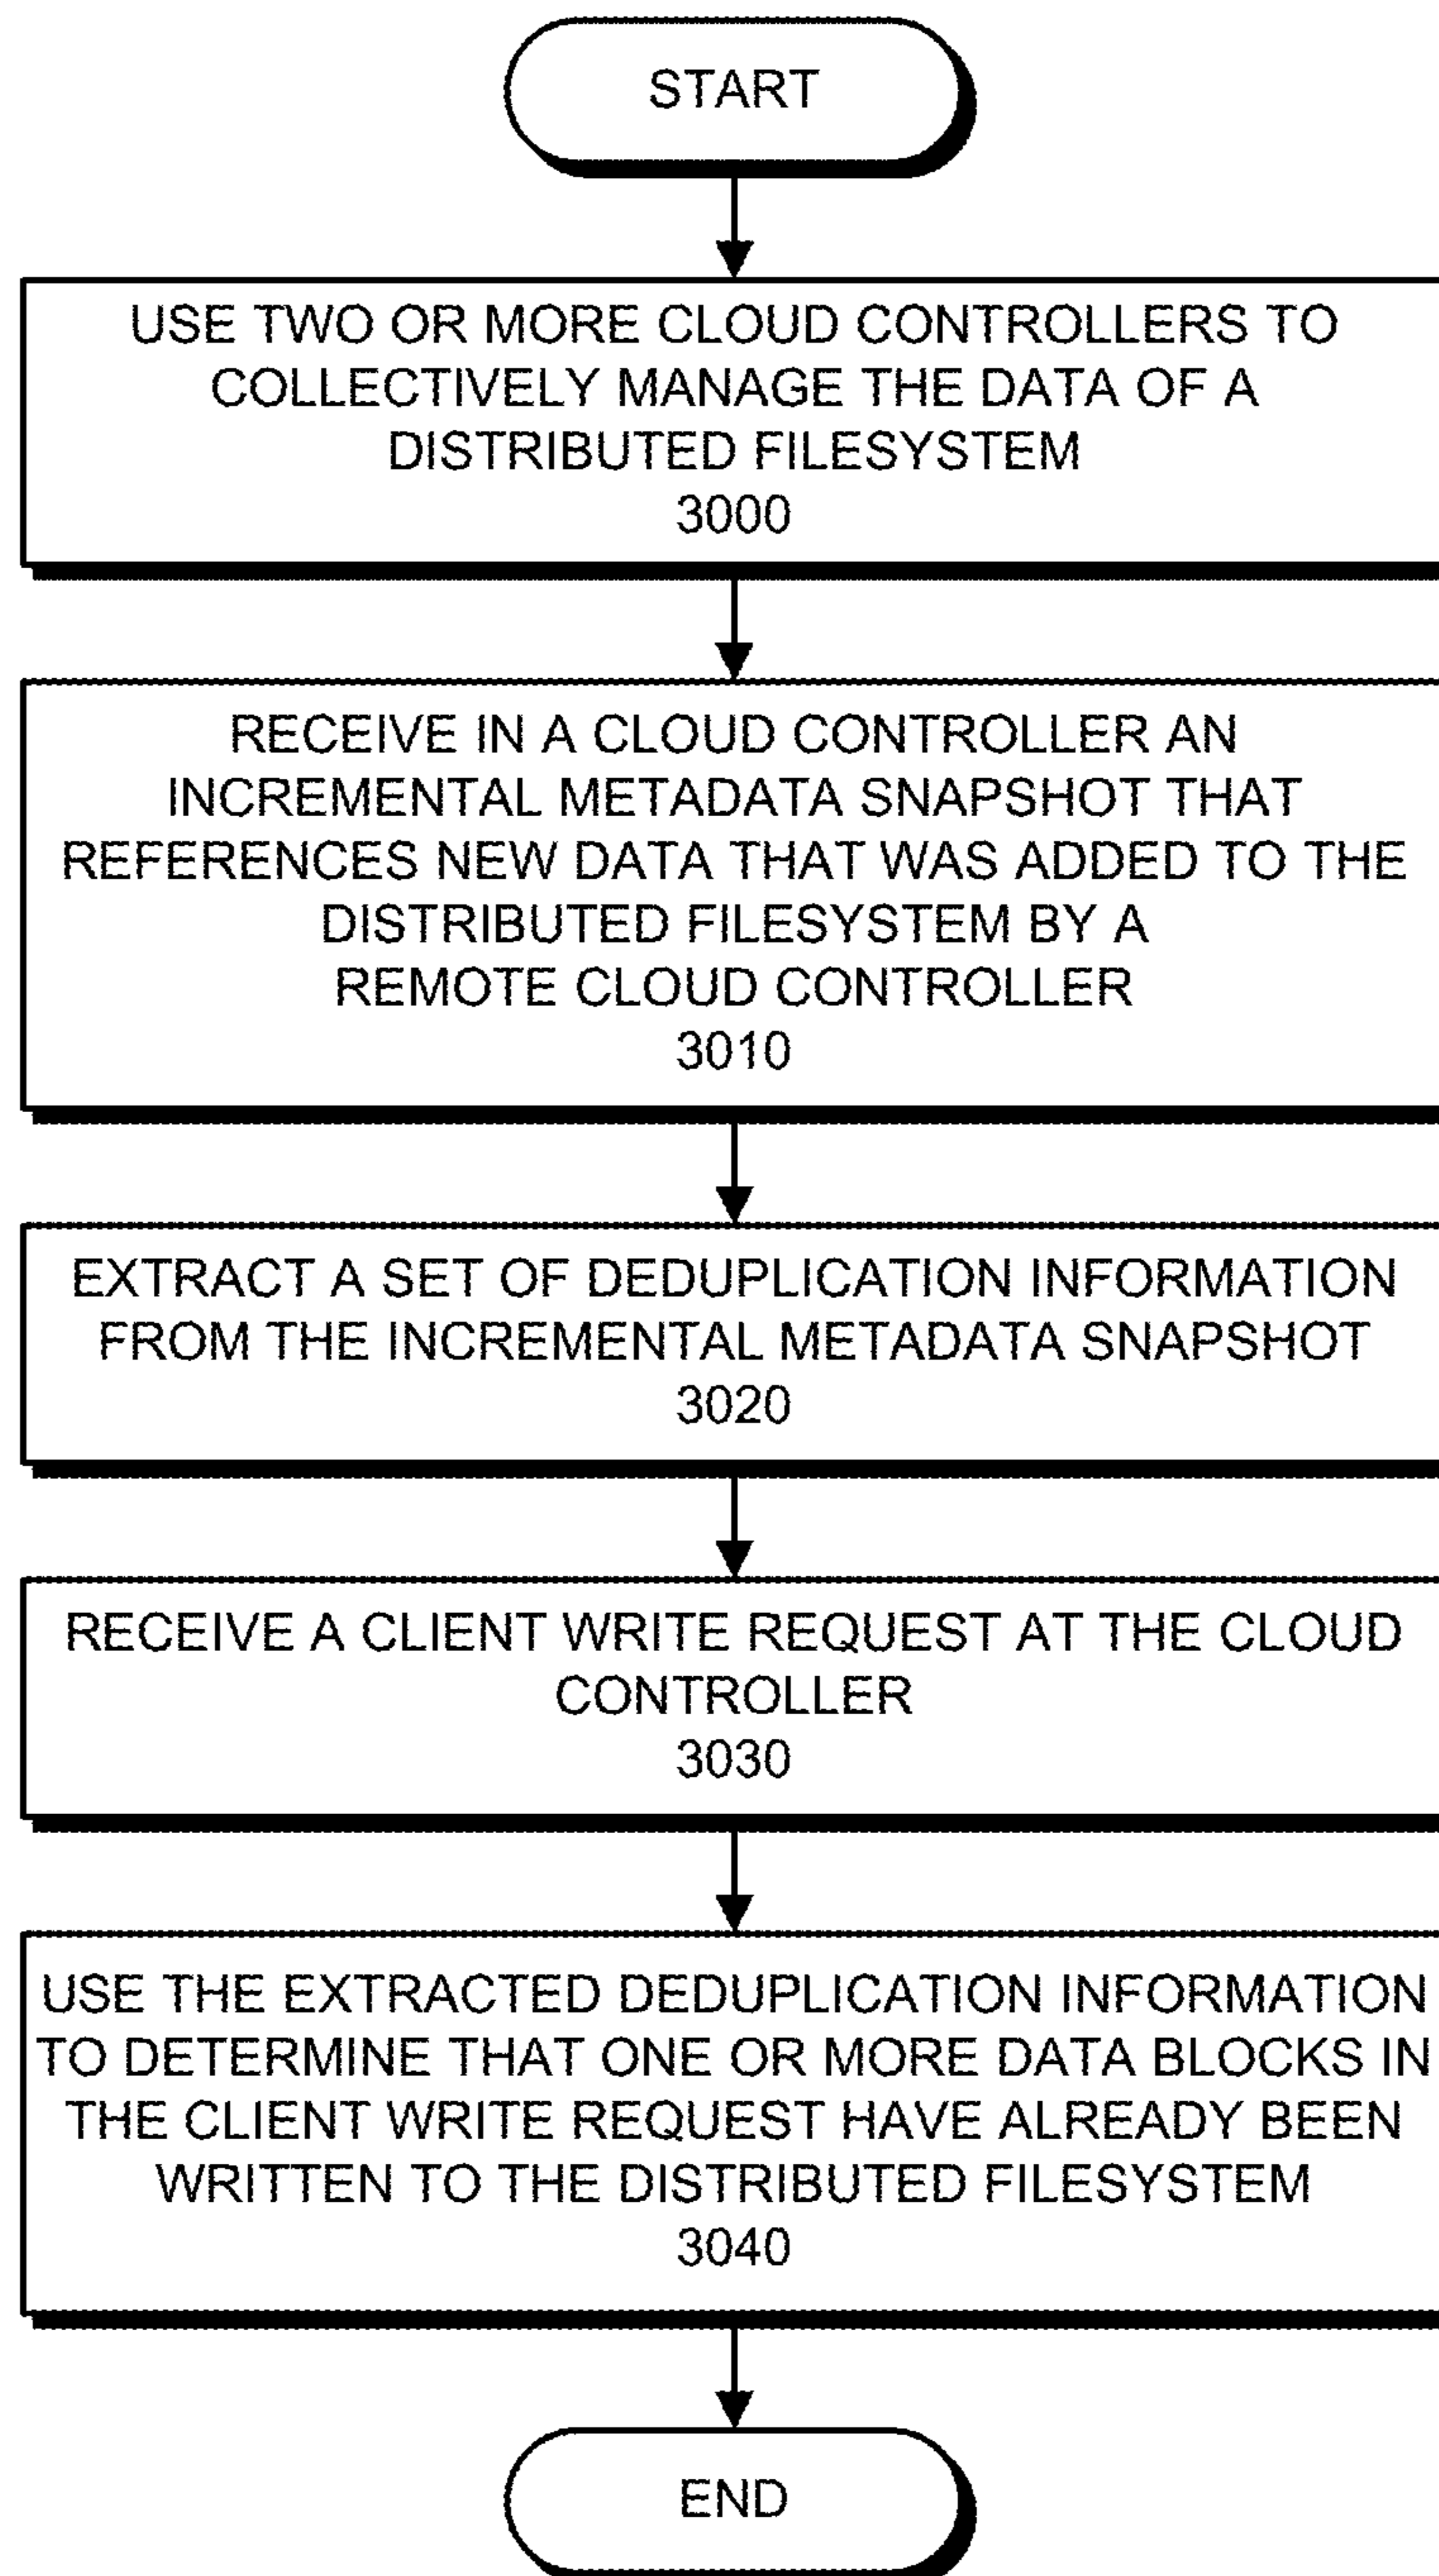 START
USE TWO OR MORE CLOUD CONTROLLERS TO
COLLECTIVELY MANAGE THE DATA OF A
DISTRIBUTED FILESYSTEM
3000
RECEIVE IN A CLOUD CONTROLLER AN
INCREMENTAL METADATA SNAPSHOT THAT
REFERENCES NEW DATA THAT WAS ADDED TO THE
DISTRIBUTED FILESYSTEM BY A
REMOTE CLOUD CONTROLLER
3010
EXTRACT A SET OF DEDUPLICATION INFORMATION
FROM THE INCREMENTAL METADATA SNAPSHOT
3020
RECEIVE A CLIENT WRITE REQUEST AT THE CLOUD
CONTROLLER
3030
USE THE EXTRACTED DEDUPLICATION INFORMATION
TO DETERMINE THAT ONE OR MORE DATA BLOCKS IN
THE CLIENT WRITE REQUEST HAVE ALREADY BEEN
WRITTEN TO THE DISTRIBUTED FILESYSTEM
3040
END